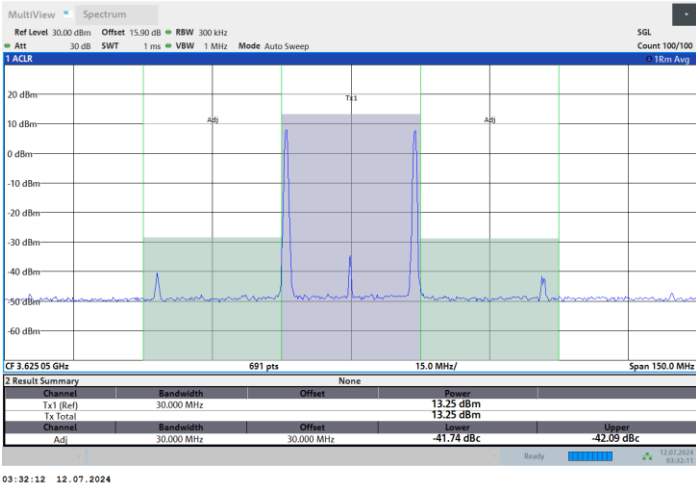 MultiView Spectrum
Ref Level 30.00 dBm Offset 15.90 dB RBW 300 kHz SGL
Att 30 dB SWT 1 ms VBW 1 MHz Mode Auto Sweep Count 100/100
1 ACLR 1Rm Avg
Tx1
20 dBm
Adj Adj
10 dBm
0 dBm
-10 dBm
-20 dBm
-30 dBm
-40 dBm
-50 dBm
-60 dBm
CF 3.625 05 GHz 691 pts 15.0 MHz/ Span 150.0 MHz
2 Result Summary None
Channel Bandwidth Offset Power
Tx1 (Ref) 30.000 MHz 13.25 dBm
Tx Total 13.25 dBm
Channel Bandwidth Offset Lower Upper
Adj 30.000 MHz 30.000 MHz -41.74 dBc -42.09 dBc
Ready 12.07.2024
03:32:11
03:32:12 12.07.2024